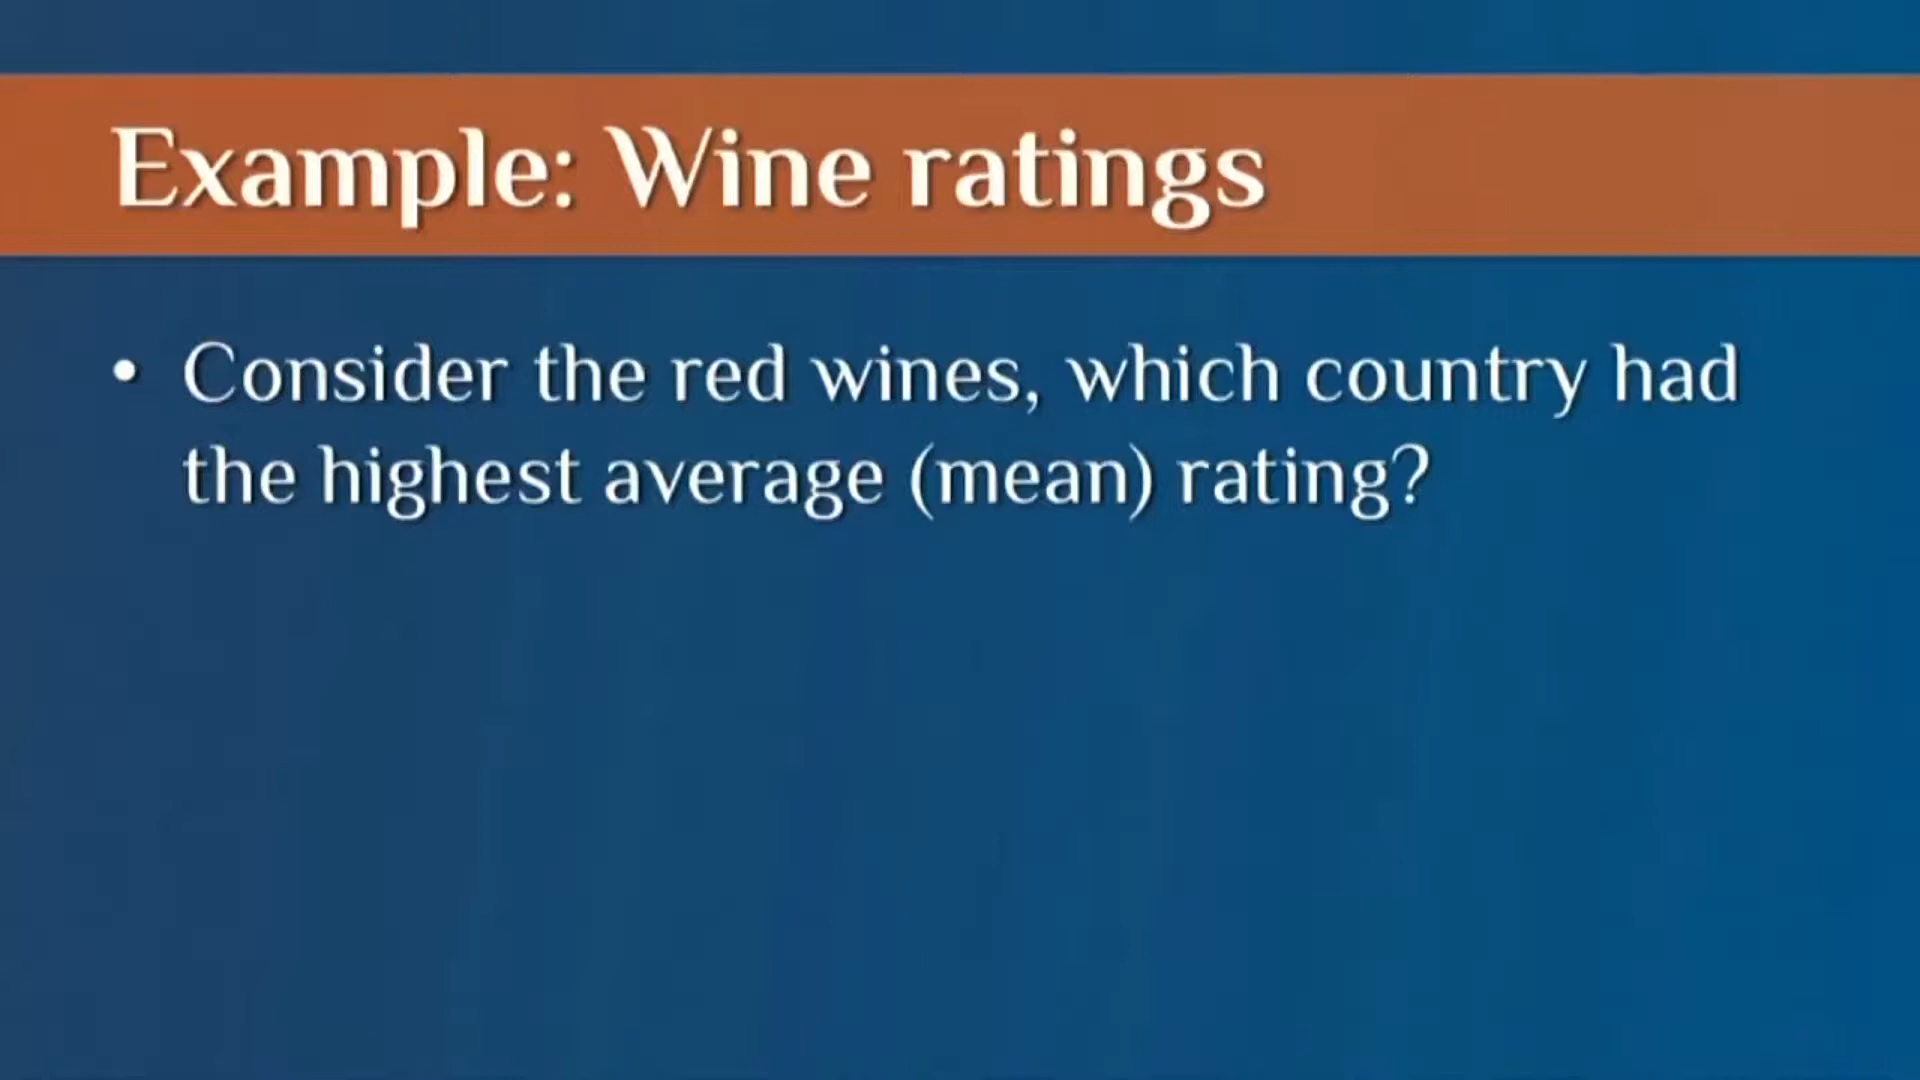 Example: Wine ratings
• Consider the red wines, which country had
the highest average (mean) rating?